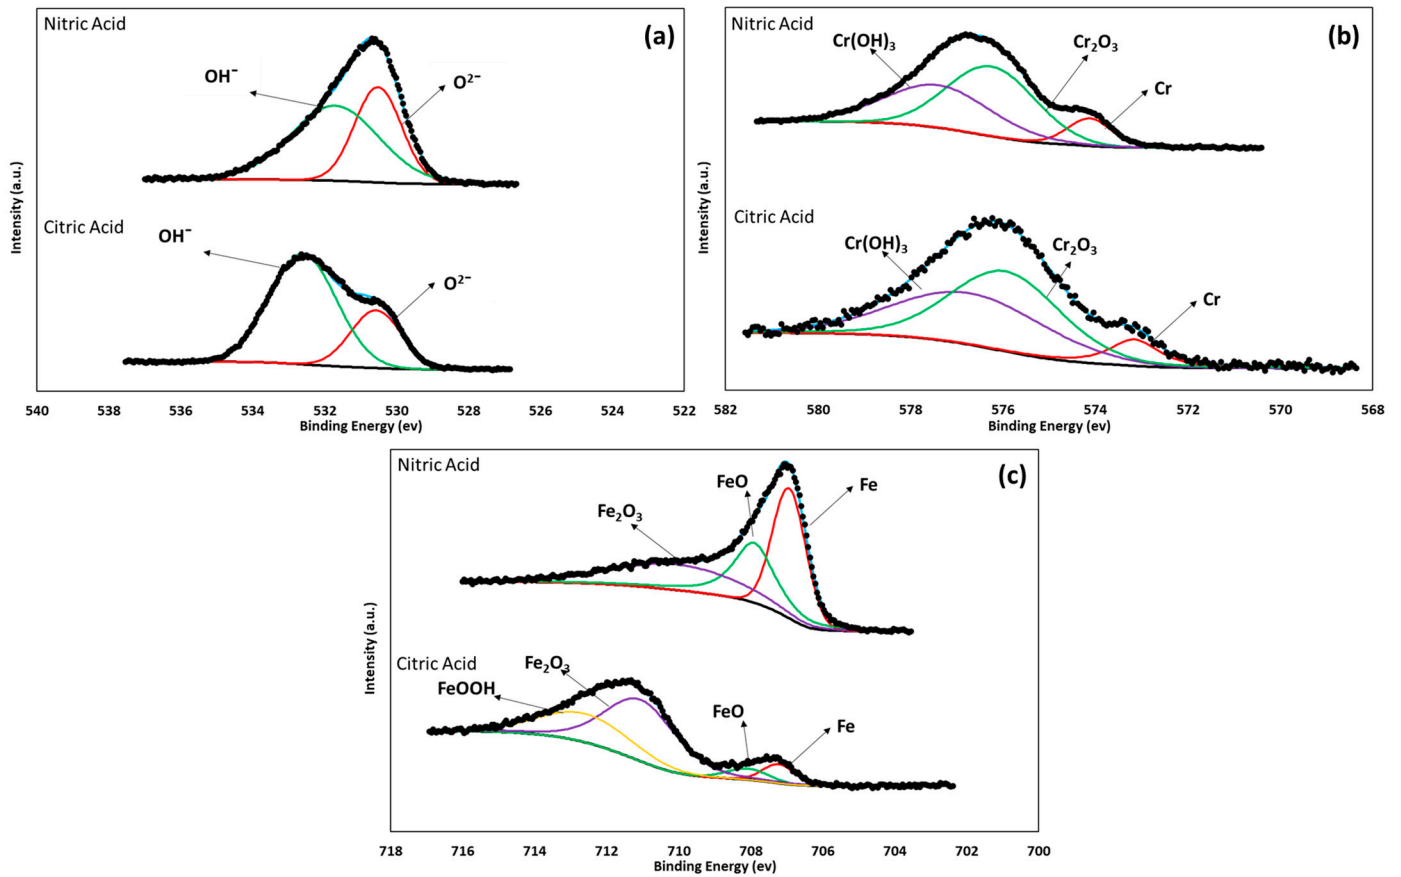 Nitric Acid
(a)
OH⁻
O²⁻
Citric Acid
OH⁻
O²⁻
Intensity (a.u.)
540 538 536 534 532 530 528 526 524 522
Binding Energy (ev)
Nitric Acid
(b)
Cr(OH)₃
Cr₂O₃
Cr
Citric Acid
Cr(OH)₃
Cr₂O₃
Cr
Intensity (a.u.)
582 580 578 576 574 572 570 568
Binding Energy (ev)
Nitric Acid
(c)
FeO
Fe
Fe₂O₃
Citric Acid
Fe₂O₃
FeOOH
FeO
Fe
Intensity (a.u.)
718 716 714 712 710 708 706 704 702 700
Binding Energy (ev)